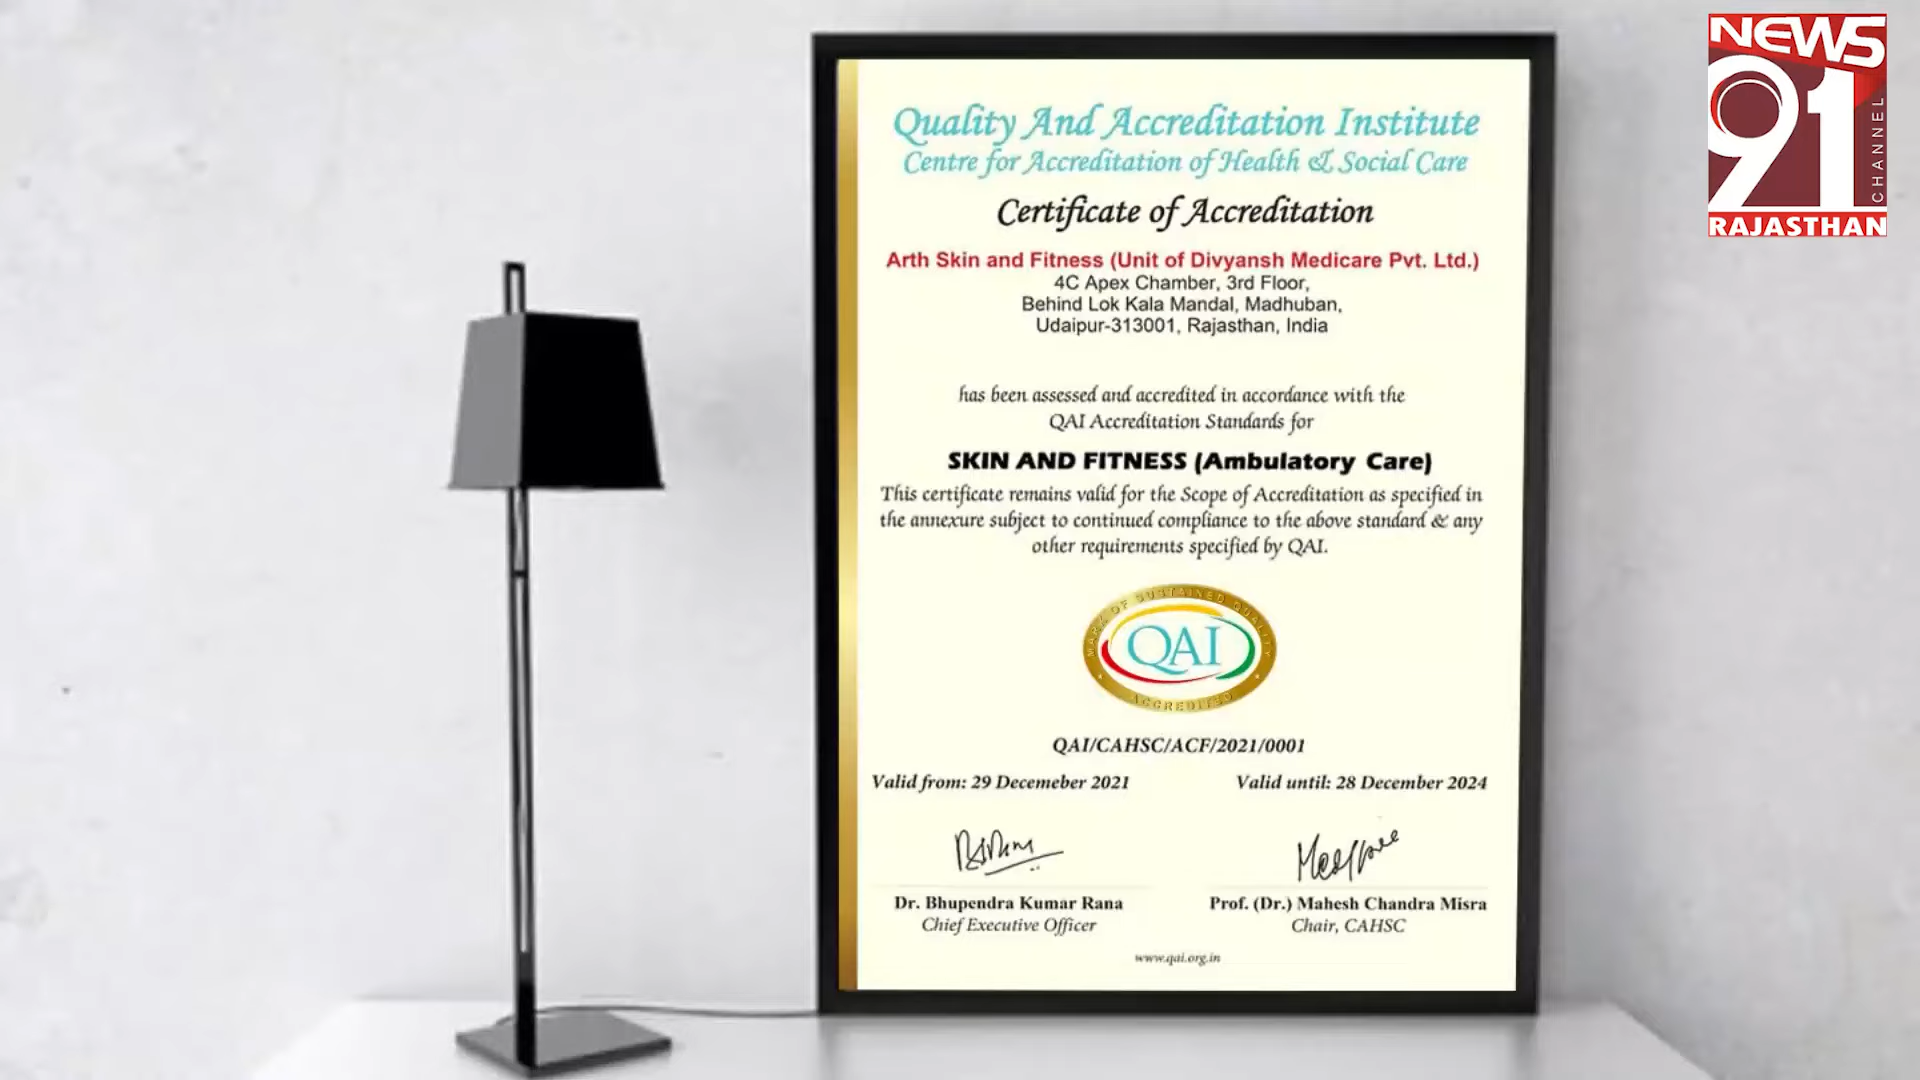 Quality And Accreditation Institute
Centre for Accreditation of Health & Social Care
Certificate of Accreditation
Arth Skin and Fitness (Unit of Divyansh Medicare Pvt. Ltd.)
4C Apex Chamber, 3rd Floor,
Behind Lok Kala Mandal, Madhuban,
Udaipur-313001, Rajasthan, India
has been assessed and accredited in accordance with the
QAI Accreditation Standards for
SKIN AND FITNESS (Ambulatory Care)
This certificate remains valid for the Scope of Accreditation as specified in
the annexure subject to continued compliance to the above standard & any
other requirements specified by QAI.
MARK OF SUSTAINED QUALITY
QAI
ACCREDITED
QAI/CAHSC/ACF/2021/0001
Valid from: 29 Decemeber 2021
Valid until: 28 December 2024
Dr. Bhupendra Kumar Rana
Chief Executive Officer
Prof. (Dr.) Mahesh Chandra Misra
Chair, CAHSC
www.qai.org.in
NEWS
91
CHANNEL
RAJASTHAN